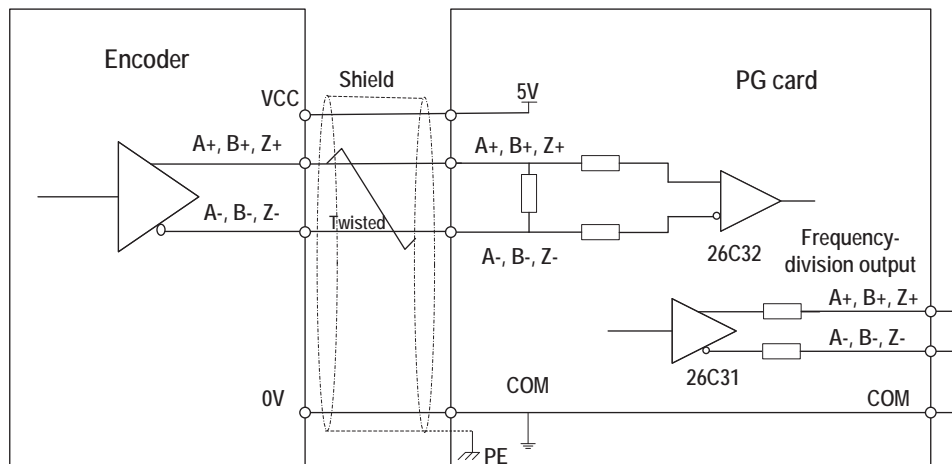 Encoder
Shield
PG card
VCC
5V
A+, B+, Z+
A+, B+, Z+
Twisted
A-, B-, Z-
A-, B-, Z-
26C32
Frequency-
division output
A+, B+, Z+
A-, B-, Z-
26C31
0V
COM
COM
PE